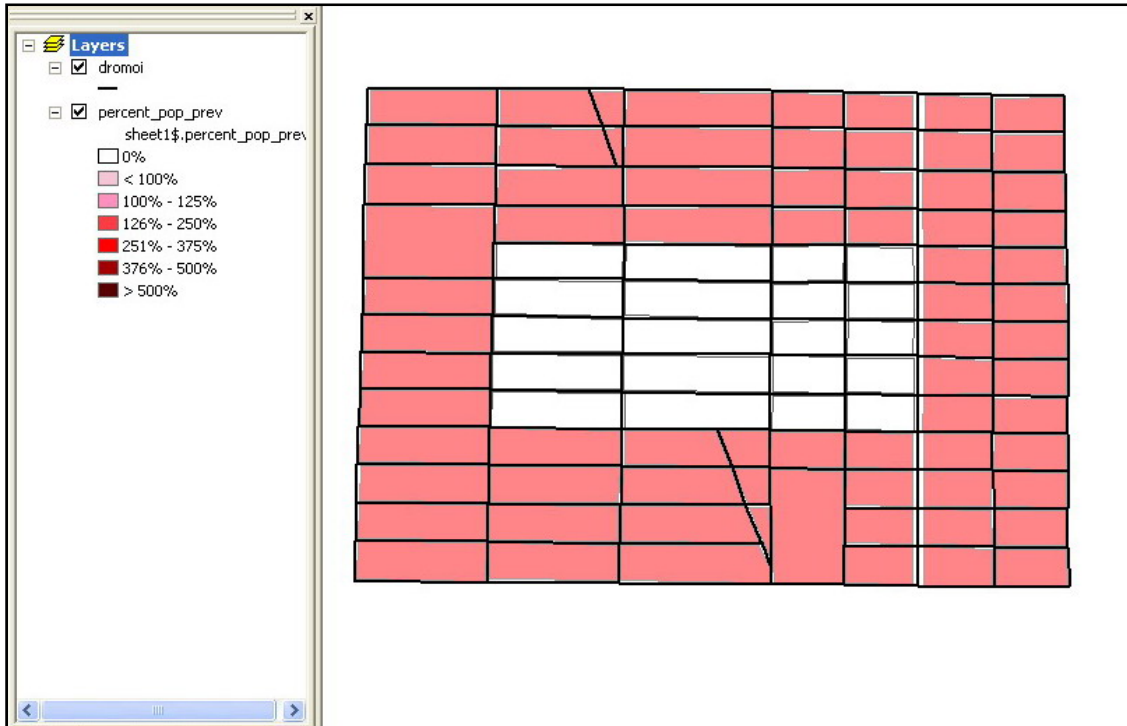 Layers
dromoi
percent_pop_prev
sheet1$.percent_pop_prev
0%
< 100%
100% - 125%
126% - 250%
251% - 375%
376% - 500%
> 500%